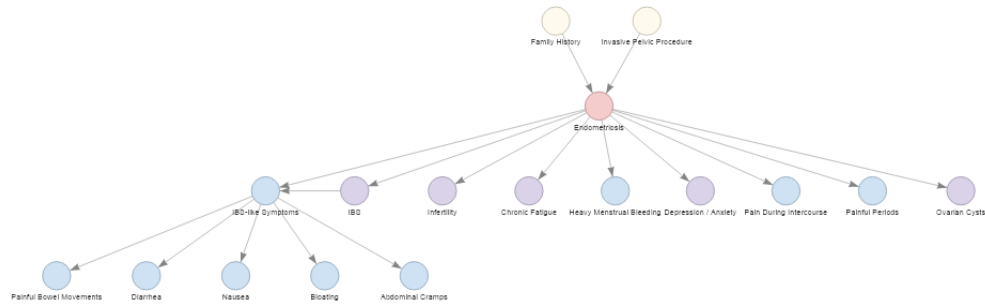 Family History
Invasive Pelvic Procedure
Endometriosis
IBS-like Symptoms
IBS
Infertility
Chronic Fatigue
Heavy Menstrual Bleeding
Depression / Anxiety
Pain During Intercourse
Painful Periods
Ovarian Cysts
Painful Bowel Movements
Diarrhea
Nausea
Bloating
Abdominal Cramps